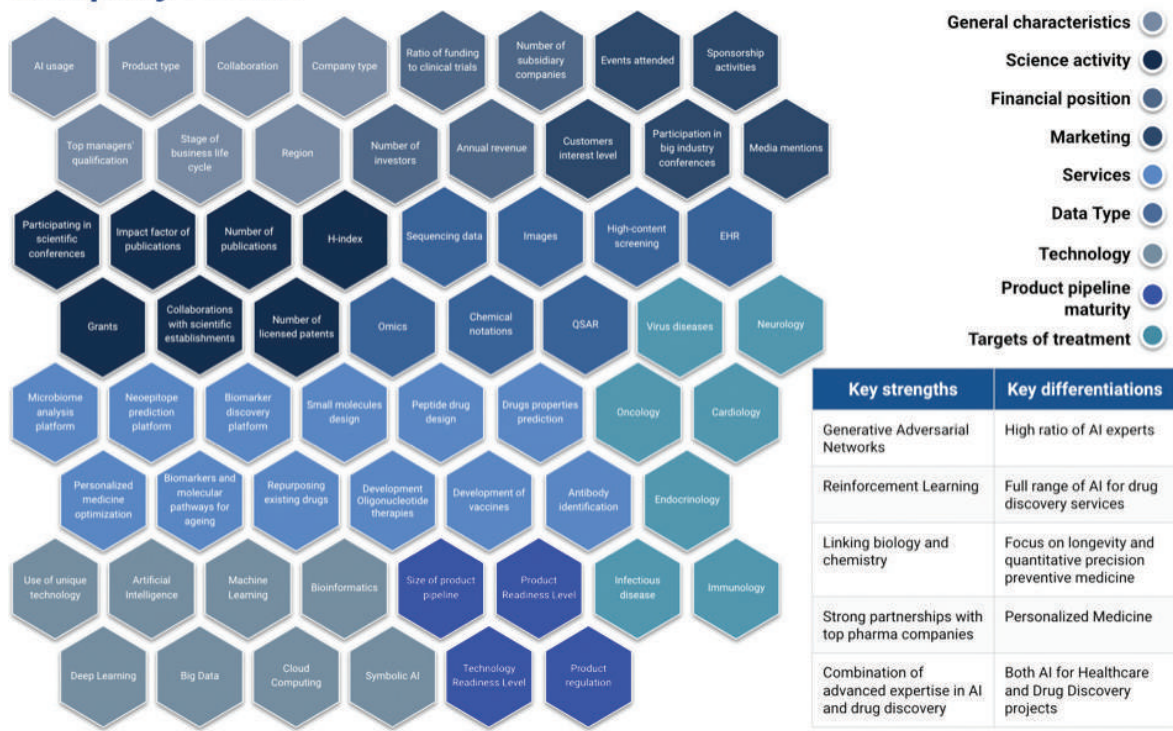 AI usage
Product type
Collaboration
Company type
Ratio of funding
to clinical trials
Number of
subsidiary
companies
Events attended
Sponsorship
activities
Top managers'
qualification
Stage of
business life
cycle
Region
Number of
investors
Annual revenue
Customers
interest level
Participation in
big industry
conferences
Media mentions
Participating in
scientific
conferences
Impact factor of
publications
Number of
publications
H-index
Sequencing data
Images
High-content
screening
EHR
Grants
Collaborations
with scientific
establishments
Number of
licensed patents
Omics
Chemical
notations
QSAR
Virus diseases
Neurology
Microbiome
analysis
platform
Neoepitope
prediction
platform
Biomarker
discovery
platform
Small molecules
design
Peptide drug
design
Drugs properties
prediction
Oncology
Cardiology
Personalized
medicine
optimization
Biomarkers and
molecular
pathways for
ageing
Repurposing
existing drugs
Development
Oligonucleotide
therapies
Development of
vaccines
Antibody
identification
Endocrinology
Use of unique
technology
Artificial
Intelligence
Machine
Learning
Bioinformatics
Size of product
pipeline
Product
Readiness Level
Infectious
disease
Immunology
Deep Learning
Big Data
Cloud
Computing
Symbolic AI
Technology
Readiness Level
Product
regulation
General characteristics
Science activity
Financial position
Marketing
Services
Data Type
Technology
Product pipeline
maturity
Targets of treatment
Key strengths
Key differentiations
Generative Adversarial
Networks
High ratio of AI experts
Reinforcement Learning
Full range of AI for drug
discovery services
Linking biology and
chemistry
Focus on longevity and
quantitative precision
preventive medicine
Strong partnerships with
top pharma companies
Personalized Medicine
Combination of
advanced expertise in AI
and drug discovery
Both AI for Healthcare
and Drug Discovery
projects